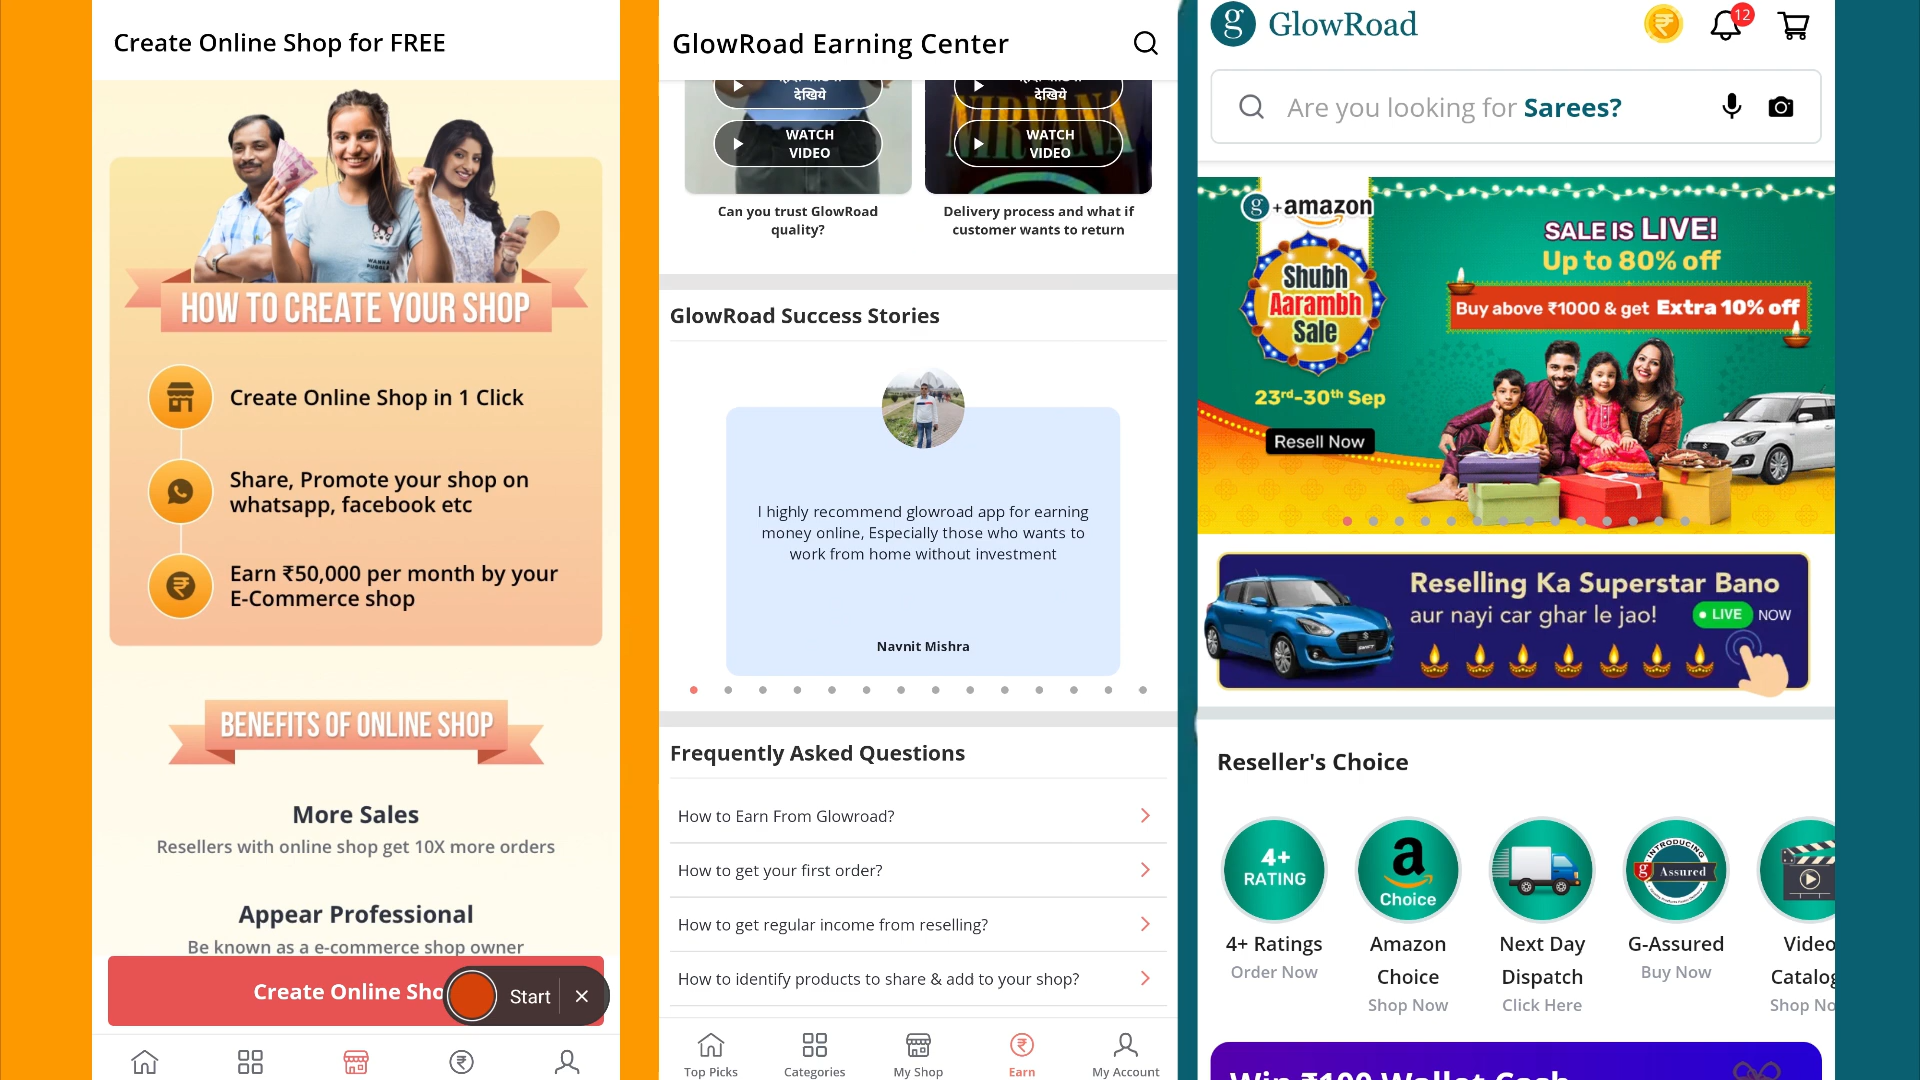 Create Online Shop for FREE
WANNA
HOW TO CREATE YOUR SHOP
Create Online Shop in 1 Click
Share, Promote your shop on
whatsapp, facebook etc
Earn ₹50,000 per month by your
E-Commerce shop
BENEFITS OF ONLINE SHOP
More Sales
Resellers with online shop get 10X more orders
Appear Professional
Be known as a e-commerce shop owner
Create Online Sho
Start
GlowRoad Earning Center
देखिये
WATCH
VIDEO
Can you trust GlowRoad
quality?
देखिये
NIRVANA
WATCH
VIDEO
Delivery process and what if
customer wants to return
GlowRoad Success Stories
I highly recommend glowroad app for earning
money online, Especially those who wants to
work from home without investment
Navnit Mishra
Frequently Asked Questions
How to Earn From Glowroad?
How to get your first order?
How to get regular income from reselling?
How to identify products to share & add to your shop?
Top Picks
Categories
My Shop
Earn
My Account
g GlowRoad
₹
12
Are you looking for Sarees?
g +amazon
Shubh
Aarambh
Sale
23rd-30th Sep
Resell Now
SALE IS LIVE!
Up to 80% off
Buy above ₹1000 & get Extra 10% off
Reselling Ka Superstar Bano
aur nayi car ghar le jao!
LIVE NOW
Reseller's Choice
4+
RATING
4+ Ratings
Order Now
a
Choice
Amazon
Choice
Shop Now
Next Day
Dispatch
Click Here
INTRODUCING
g Assured
G-Assured
Buy Now
Video
Catalog
Shop No
Win ₹100 Wallet Cash